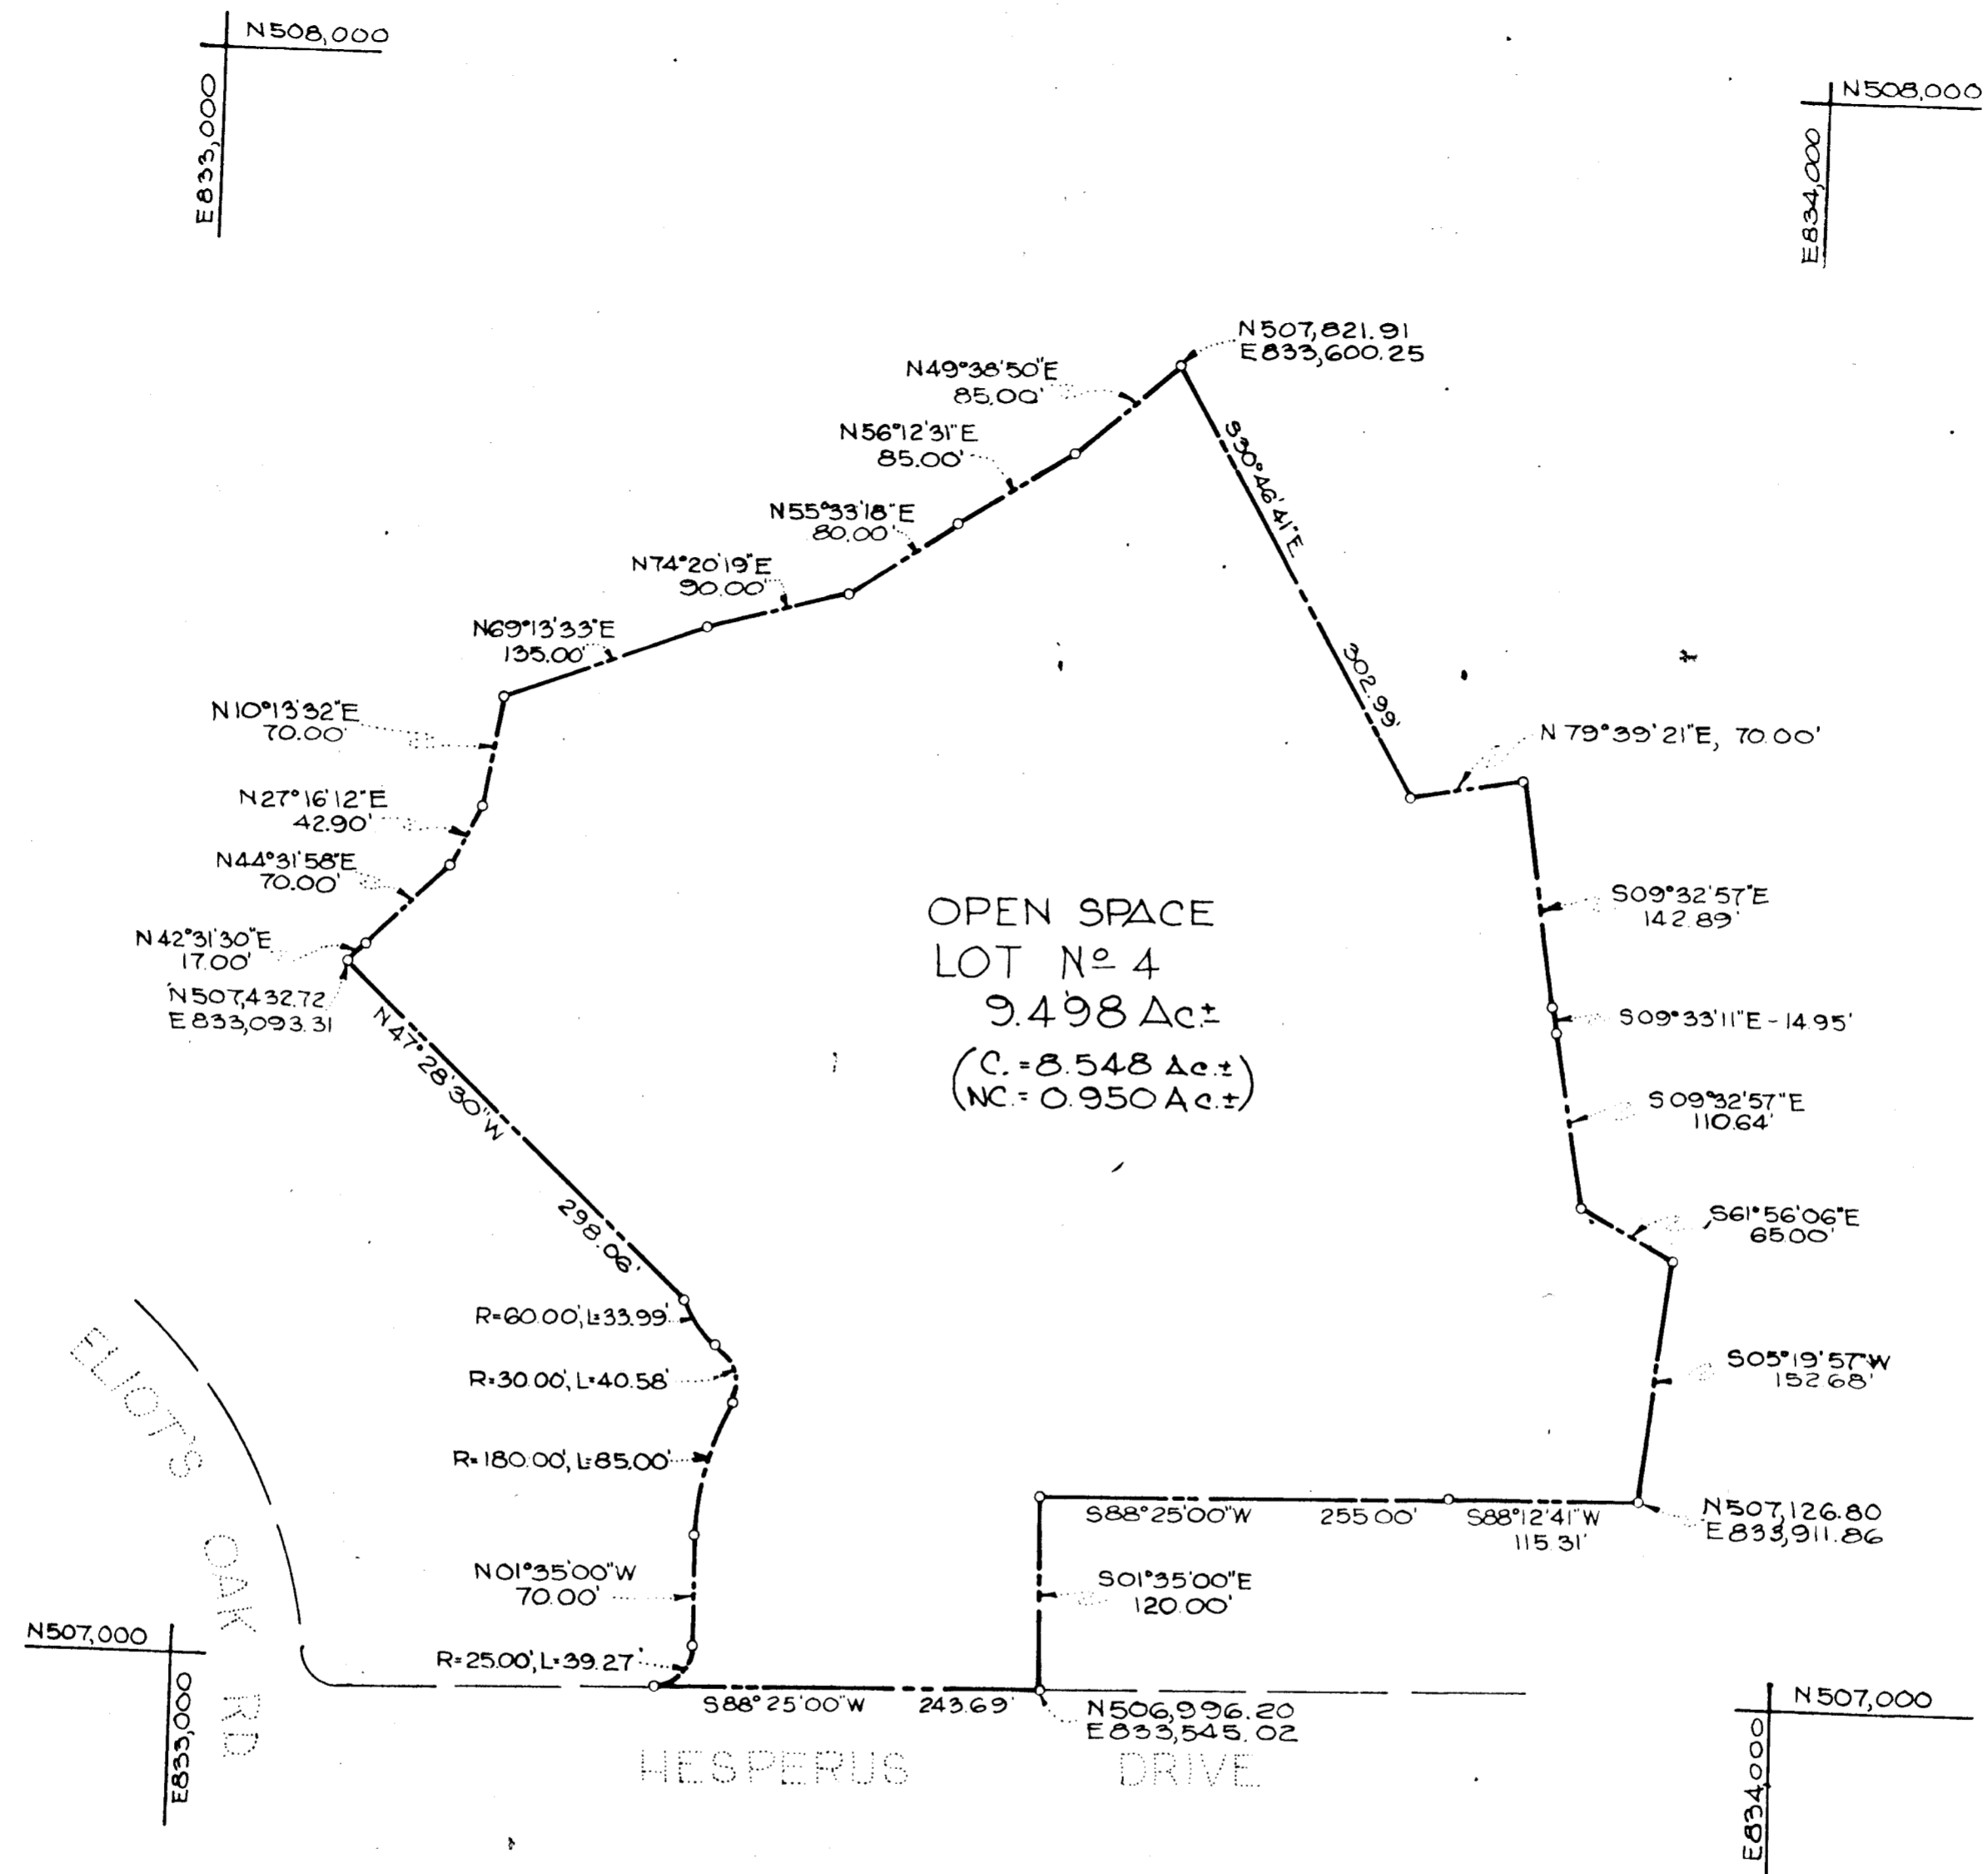 N508,000
E833,000
N508,000
E834,000
N507,821.91
E833,600.25
N49°38'50"E
85.00'
N56°12'31"E
85.00'
N55°33'18"E
80.00'
N74°20'19"E
90.00'
N69°13'33"E
135.00'
S30°46'41"E
302.99'
N10°13'32"E
70.00'
N79°39'21"E, 70.00'
N27°16'12"E
42.90'
N44°31'58"E
70.00'
N42°31'30"E
17.00'
N507,432.72
E833,093.31
OPEN SPACE
LOT Nº 4
9.498 Ac.±
(C. = 8.548 Ac.±)
(NC. = 0.950 Ac.±)
S09°32'57"E
142.89'
S09°33'11"E - 14.95'
S09°32'57"E
110.64'
N47°28'30"W
298.06'
S61°56'06"E
65.00'
R=60.00', L=33.99'
R=30.00', L=40.58'
R=180.00', L=85.00'
S05°19'57"W
152.68'
S88°25'00"W 255.00'
S88°12'41"W
115.31'
N507,126.80
E833,911.86
N01°35'00"W
70.00'
S01°35'00"E
120.00'
ELIOT'S OAK RD.
N507,000
E833,000
R=25.00', L=39.27'
S88°25'00"W 243.69'
N506,996.20
E833,545.02
N507,000
E834,000
HESPERUS DRIVE